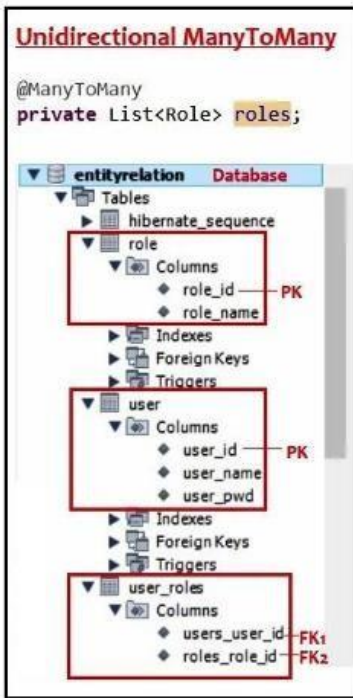 Unidirectional ManyToMany
@ManyToMany
private List<Role> roles;
entityrelation Database
Tables
hibernate_sequence
role
Columns
role_id PK
role_name
Indexes
Foreign Keys
Triggers
user
Columns
user_id PK
user_name
user_pwd
Indexes
Foreign Keys
Triggers
user_roles
Columns
users_user_id FK1
roles_role_id FK2